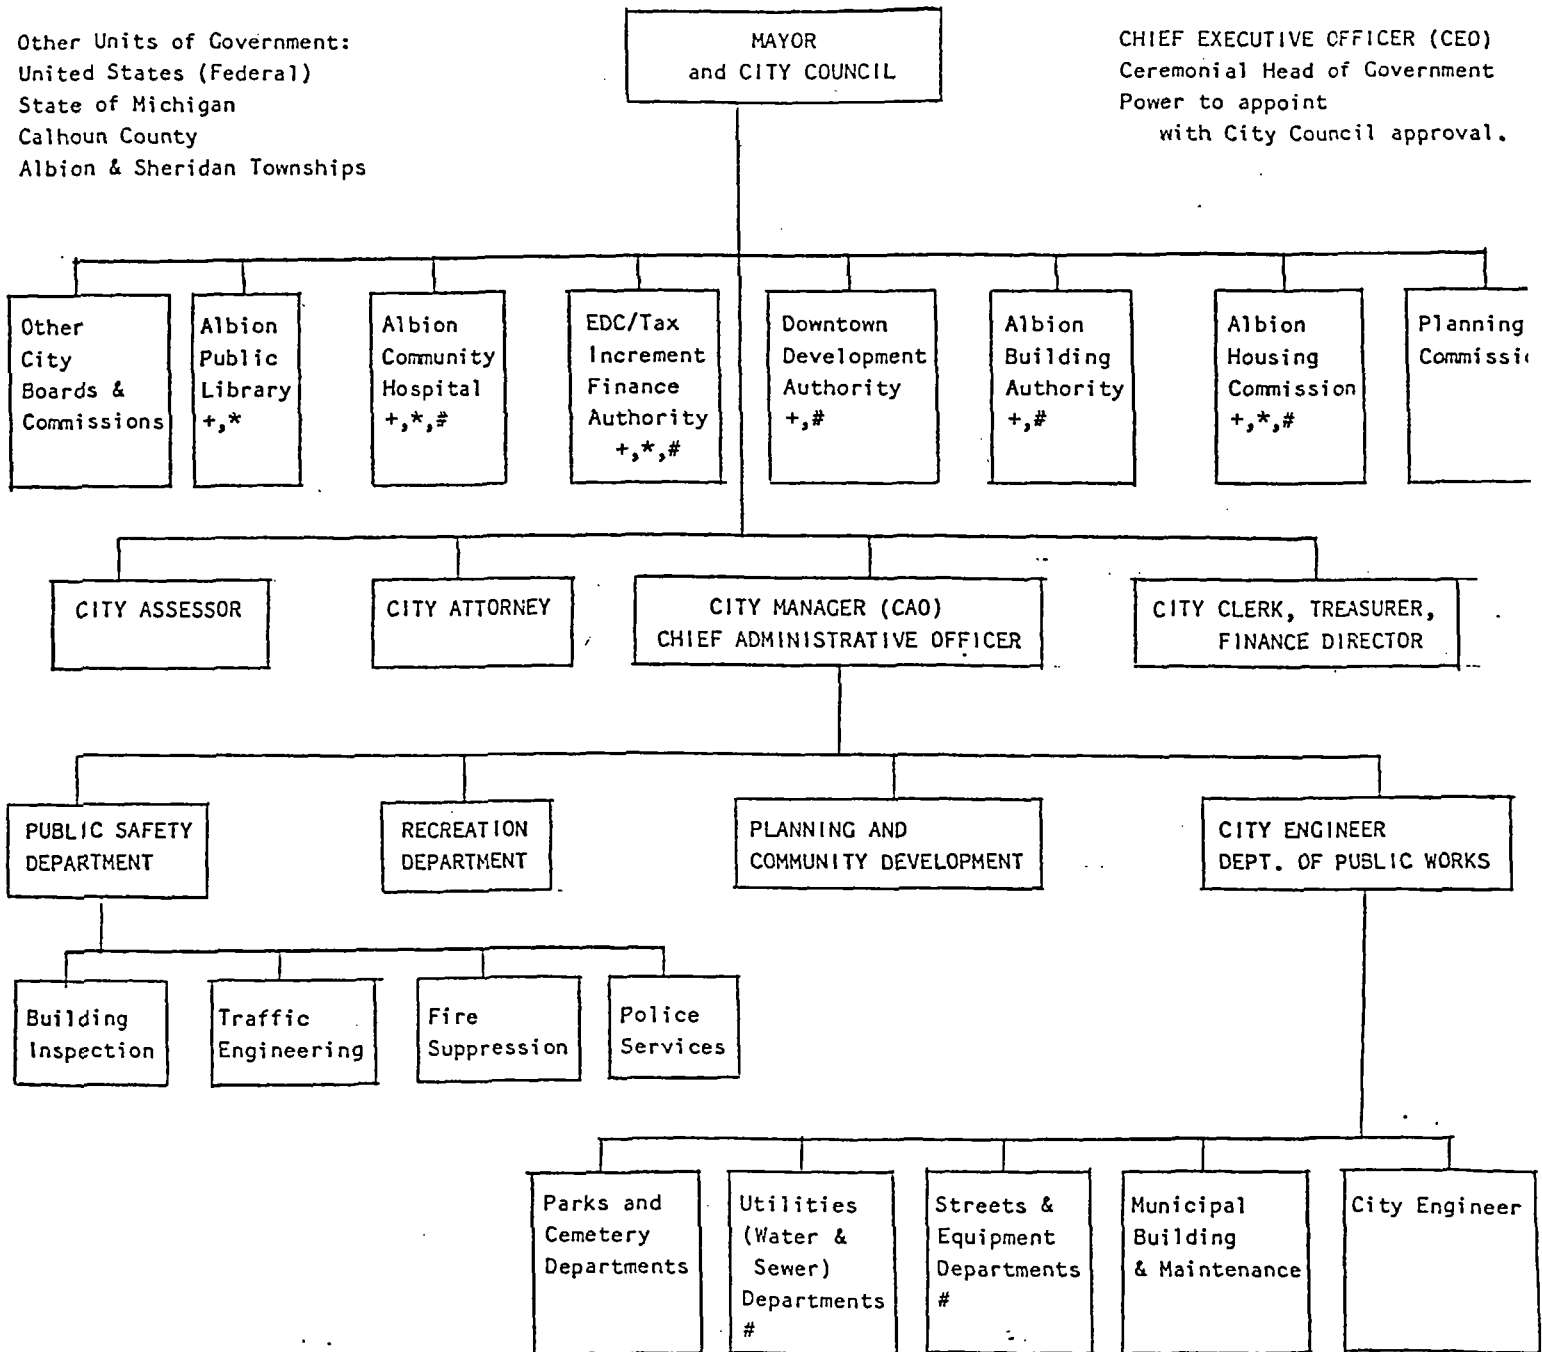 Other Units of Government:
United States (Federal)
State of Michigan
Calhoun County
Albion & Sheridan Townships
MAYOR
and CITY COUNCIL
CHIEF EXECUTIVE OFFICER (CEO)
Ceremonial Head of Government
Power to appoint
with City Council approval.
Other
City
Boards &
Commissions
Albion
Public
Library
+,*
Albion
Community
Hospital
+,*,#
EDC/Tax
Increment
Finance
Authority
+,*,#
Downtown
Development
Authority
+,#
Albion
Building
Authority
+,#
Albion
Housing
Commission
+,*,#
Planning
Commissi
CITY ASSESSOR
CITY ATTORNEY
CITY MANAGER (CAO)
CHIEF ADMINISTRATIVE OFFICER
CITY CLERK, TREASURER,
FINANCE DIRECTOR
PUBLIC SAFETY
DEPARTMENT
RECREATION
DEPARTMENT
PLANNING AND
COMMUNITY DEVELOPMENT
CITY ENGINEER
DEPT. OF PUBLIC WORKS
Building
Inspection
Traffic
Engineering
Fire
Suppression
Police
Services
Parks and
Cemetery
Departments
Utilities
(Water &
Sewer)
Departments
#
Streets &
Equipment
Departments
#
Municipal
Building
& Maintenance
City Engineer